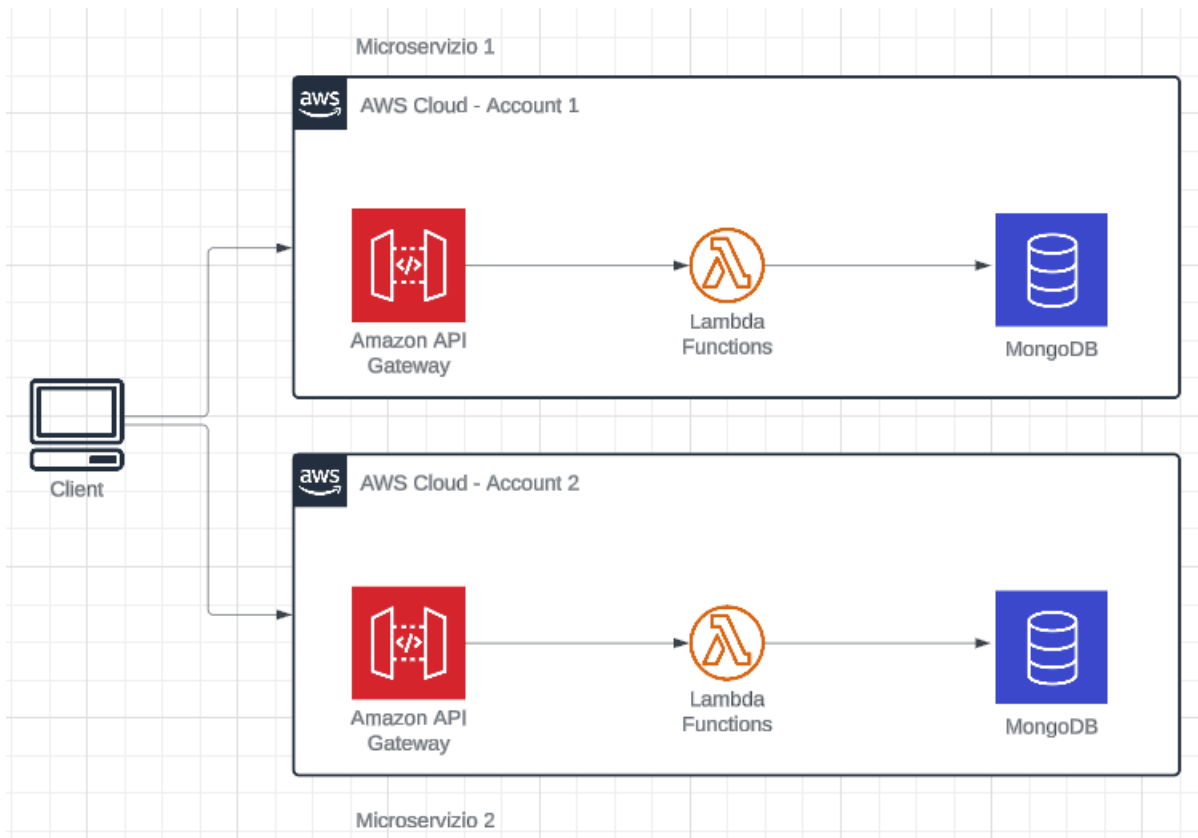 Microservizio 1
aws
AWS Cloud - Account 1
Amazon API
Gateway
Lambda
Functions
MongoDB
Client
aws
AWS Cloud - Account 2
Amazon API
Gateway
Lambda
Functions
MongoDB
Microservizio 2